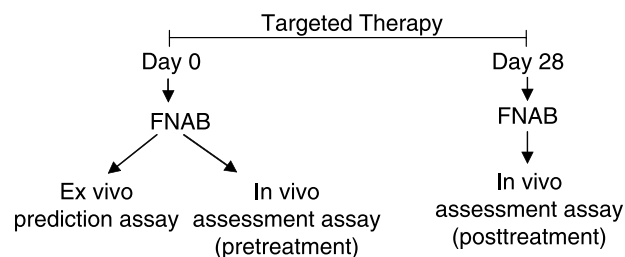 Targeted Therapy
Day 0
Day 28
FNAB
FNAB
Ex vivo
prediction assay
In vivo
assessment assay
(pretreatment)
In vivo
assessment assay
(posttreatment)